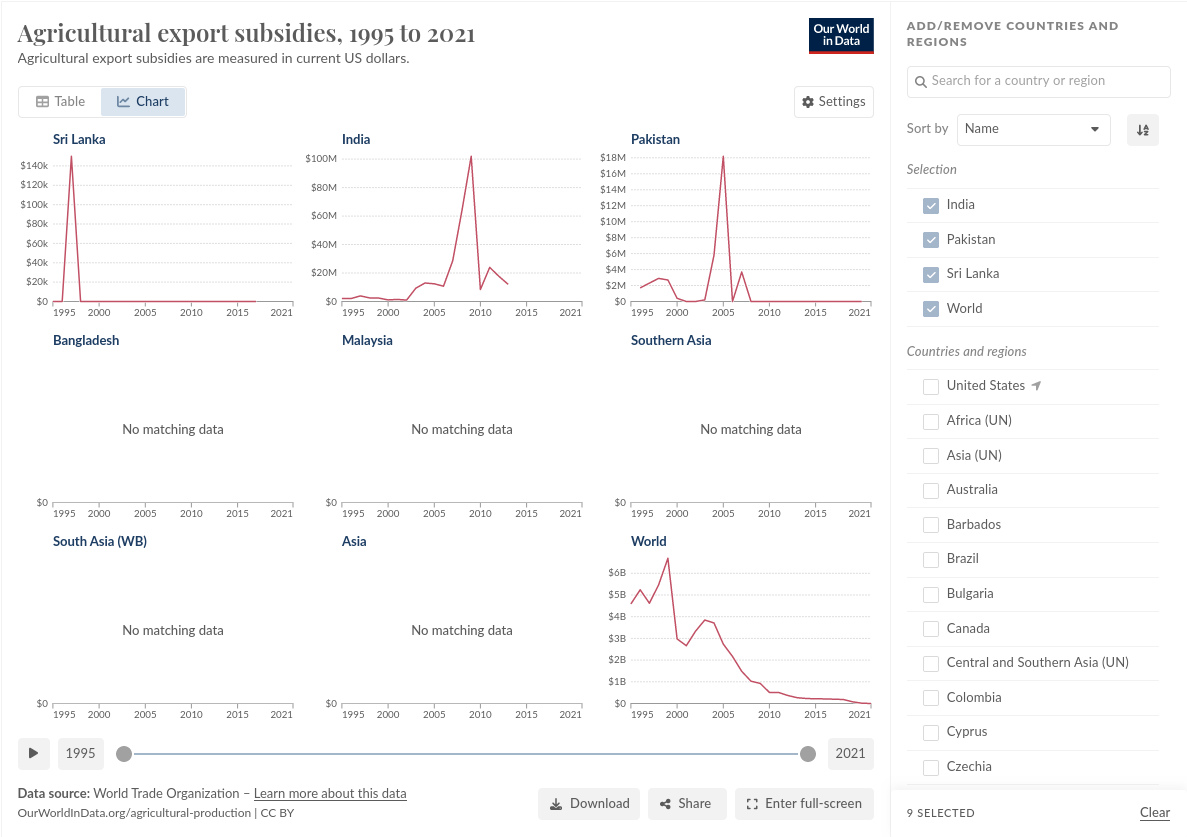 Agricultural export subsidies, 1995 to 2021
Agricultural export subsidies are measured in current US dollars.
Our World
in Data
Table
Chart
Settings
Sri Lanka
$140k
$120k
$100k
$80k
$60k
$40k
$20k
$0
1995 2000 2005 2010 2015 2021
India
$100M
$80M
$60M
$40M
$20M
$0
1995 2000 2005 2010 2015 2021
Pakistan
$18M
$16M
$14M
$12M
$10M
$8M
$6M
$4M
$2M
$0
1995 2000 2005 2010 2015 2021
Bangladesh
No matching data
$0
1995 2000 2005 2010 2015 2021
Malaysia
No matching data
$0
1995 2000 2005 2010 2015 2021
Southern Asia
No matching data
$0
1995 2000 2005 2010 2015 2021
South Asia (WB)
No matching data
$0
1995 2000 2005 2010 2015 2021
Asia
No matching data
$0
1995 2000 2005 2010 2015 2021
World
$6B
$5B
$4B
$3B
$2B
$1B
$0
1995 2000 2005 2010 2015 2021
1995
2021
Data source: World Trade Organization – Learn more about this data
OurWorldInData.org/agricultural-production | CC BY
Download
Share
Enter full-screen
ADD/REMOVE COUNTRIES AND
REGIONS
Search for a country or region
Sort by
Name
Selection
India
Pakistan
Sri Lanka
World
Countries and regions
United States
Africa (UN)
Asia (UN)
Australia
Barbados
Brazil
Bulgaria
Canada
Central and Southern Asia (UN)
Colombia
Cyprus
Czechia
9 SELECTED
Clear